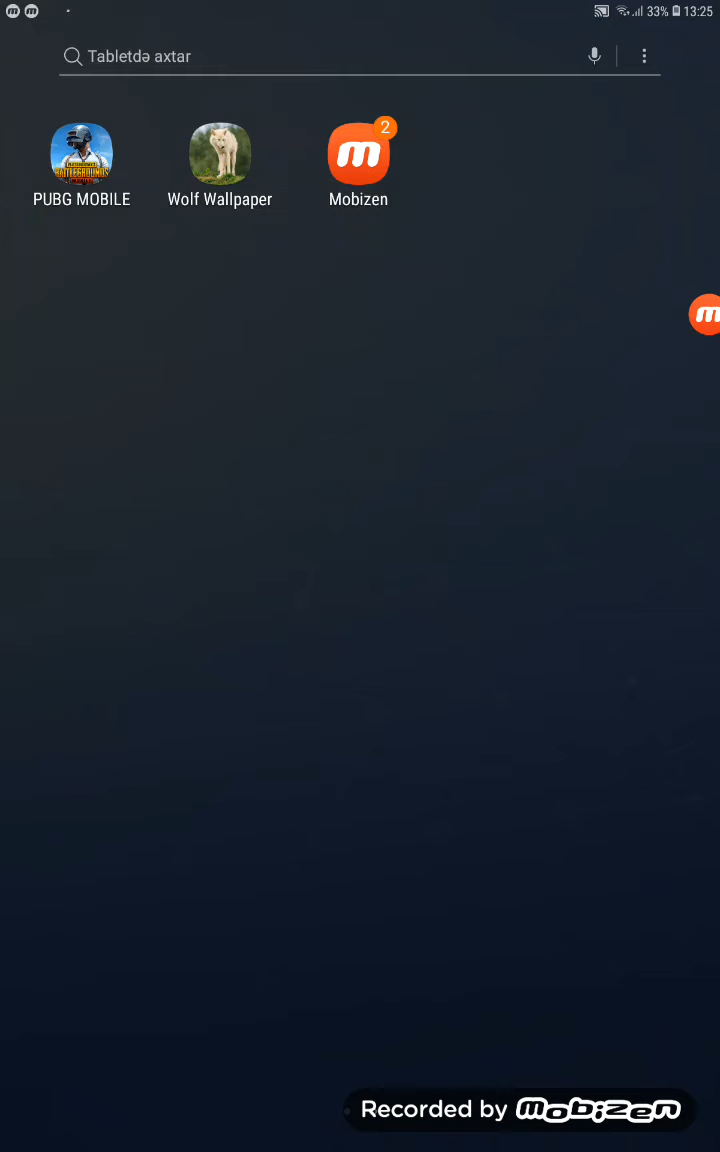 33% 13:25
Tabletdə axtar
2
PUBG MOBILE Wolf Wallpaper Mobizen
Recorded by mobizen